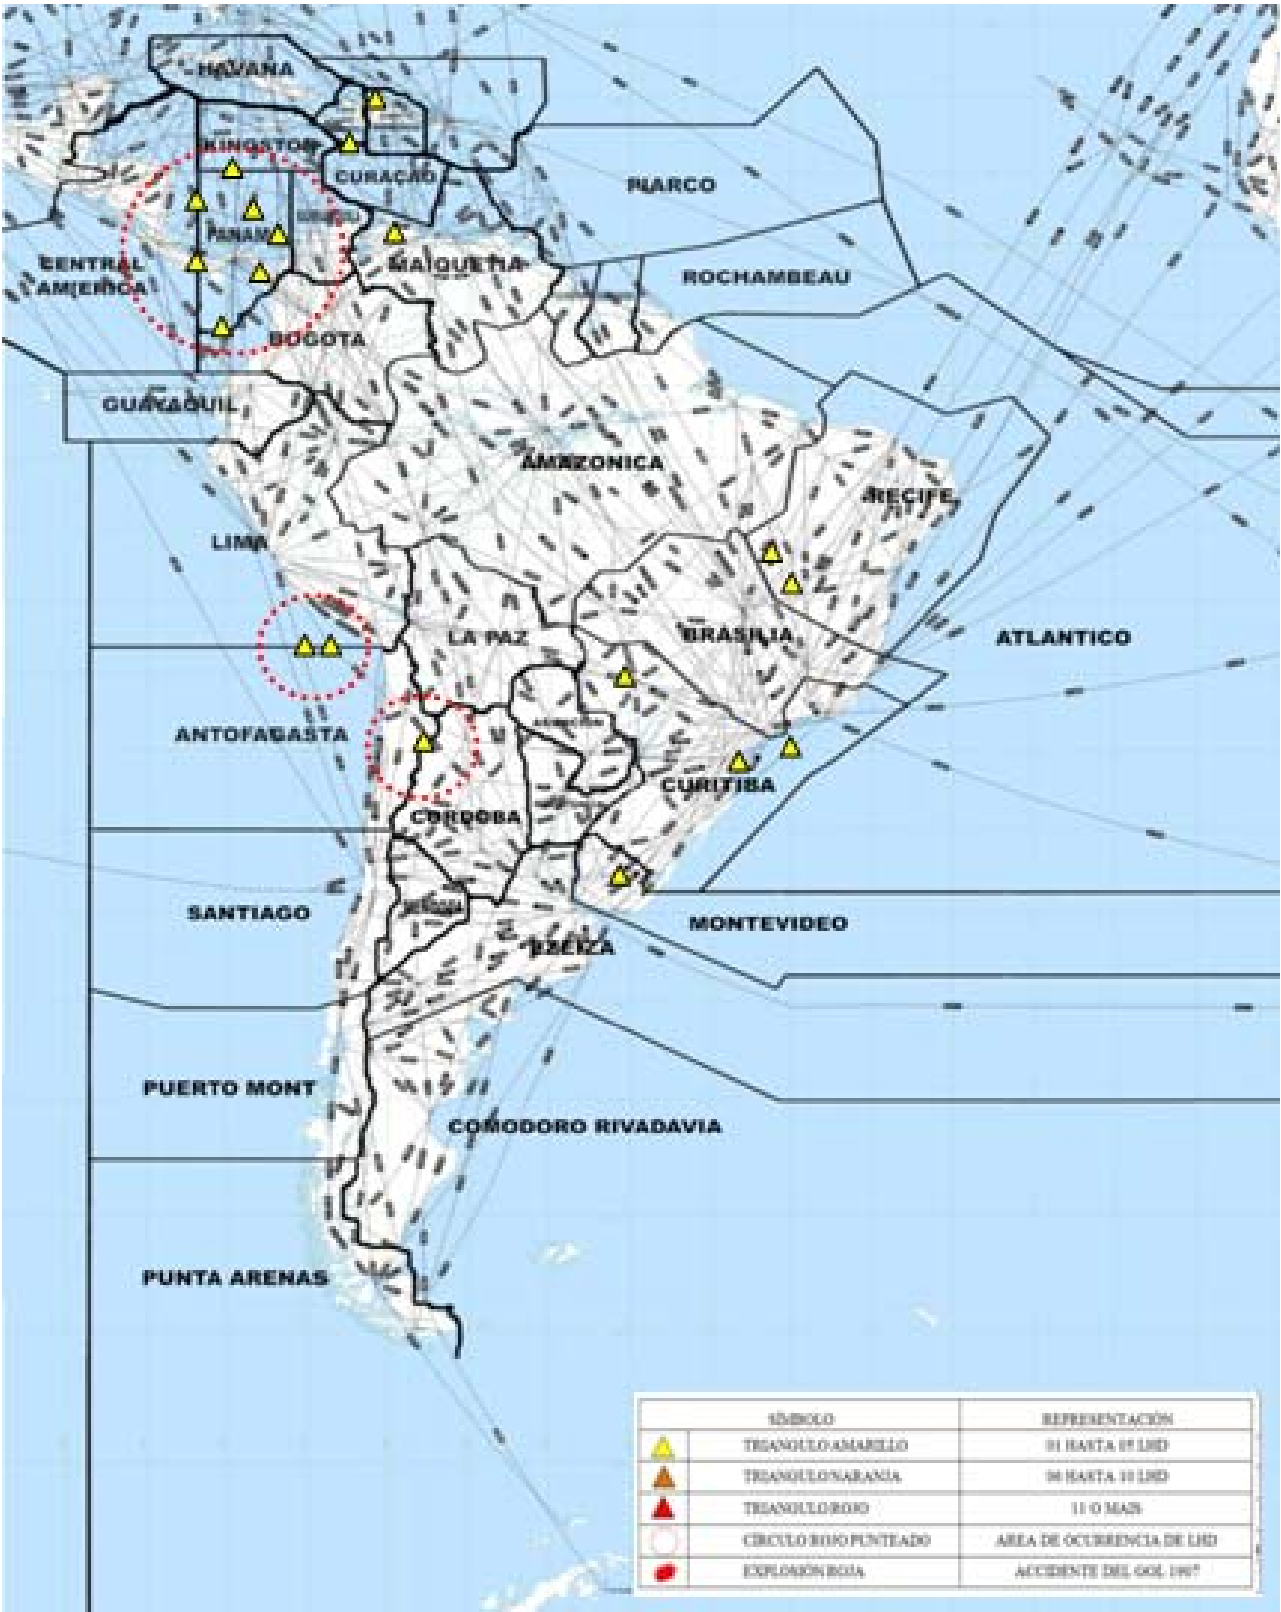 HAVANA
KINGSTON
CURACAO
PIARCO
PANAM
CENTRAL
AMERICA
MAIQUETIA
ROCHAMBEAU
BOGOTA
GUAYAQUIL
AMAZONICA
RECIFE
LIMA
LA PAZ
BRASILIA
ATLANTICO
ANTOFAGASTA
CURITIBA
CORDOBA
SANTIAGO
MONTEVIDEO
EZEIZA
PUERTO MONT
COMODORO RIVADAVIA
PUNTA ARENAS
SÍMBOLO REPRESENTACIÓN
TRIANGULO AMARILLO 01 HASTA 05 LHD
TRIANGULO NARANJA 06 HASTA 10 LHD
TRIANGULO ROJO 11 O MAIS
CÍRCULO ROJO PUNTEADO AREA DE OCURRENCIA DE LHD
EXPLOSIÓN ROJA ACCIDENTE DEL GOL 1907